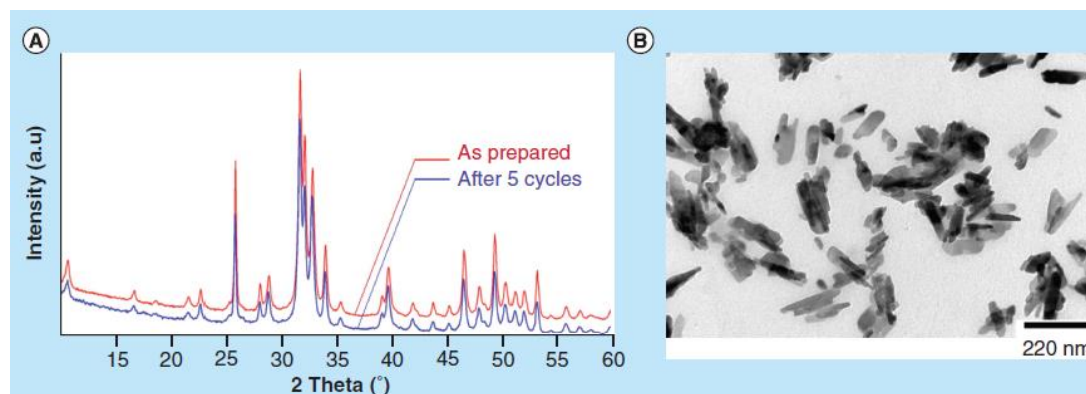 A
B
Intensity (a.u)
As prepared
After 5 cycles
15 20 25 30 35 40 45 50 55 60
2 Theta (°)
220 nm